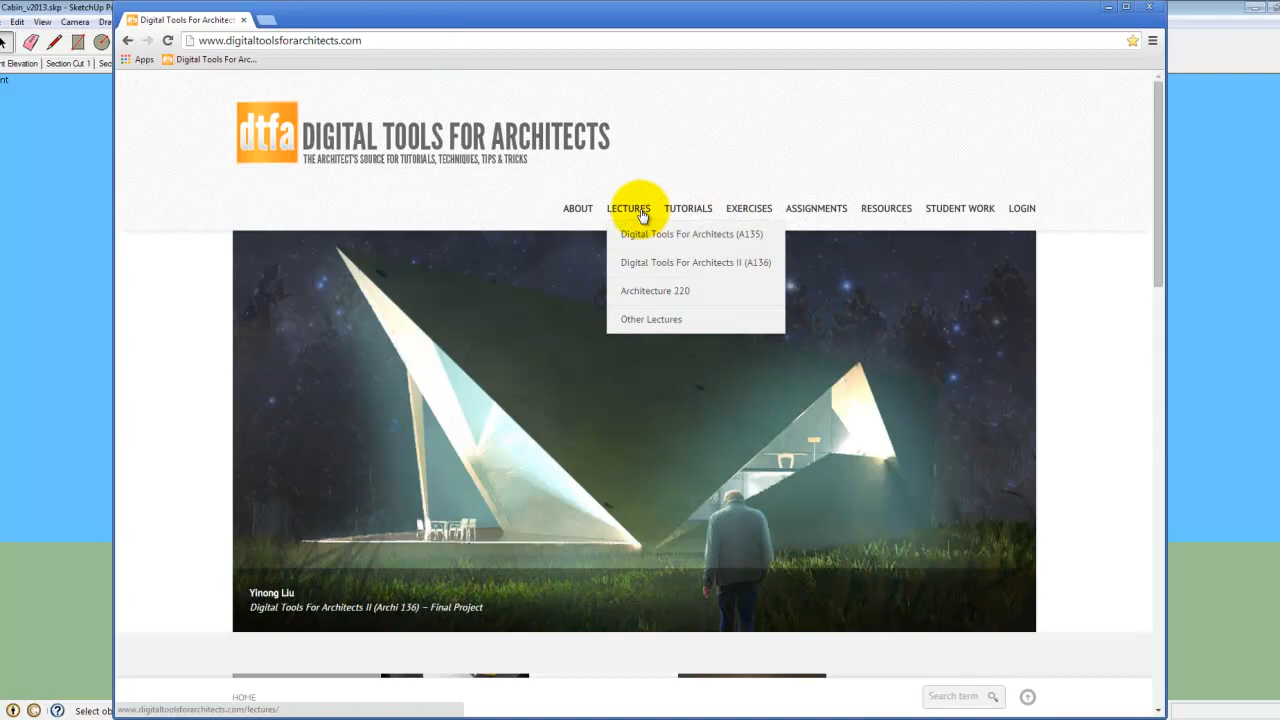 Cabin_v2013.skp - SketchUp Pr
Edit View Camera Dra
nt Elevation Section Cut 1 Sec
nt
Digital Tools For Architect
www.digitaltoolsforarchitects.com
Apps Digital Tools For Arc...
dtfa DIGITAL TOOLS FOR ARCHITECTS
THE ARCHITECT'S SOURCE FOR TUTORIALS, TECHNIQUES, TIPS & TRICKS
ABOUT LECTURES TUTORIALS EXERCISES ASSIGNMENTS RESOURCES STUDENT WORK LOGIN
Digital Tools For Architects (A135)
Digital Tools For Architects II (A136)
Architecture 220
Other Lectures
Yinong Liu
Digital Tools For Architects II (Archi 136) – Final Project
HOME
Search term
www.digitaltoolsforarchitects.com/lectures/
Select ob